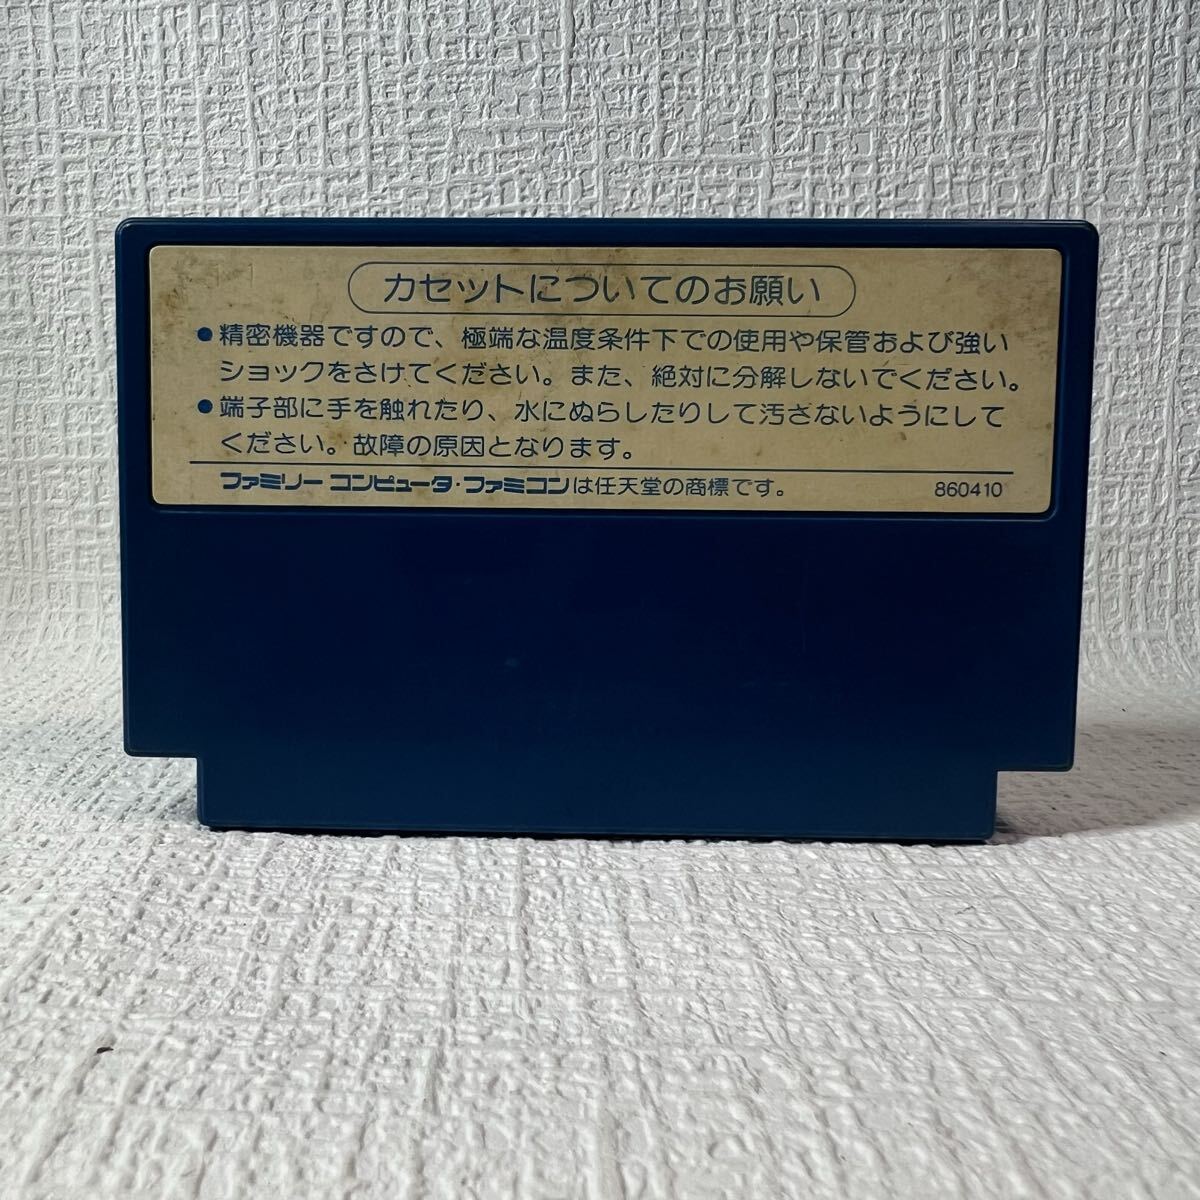 カセットについてのお願い
●精密機器ですので、極端な温度条件下での使用や保管および強い
ショックをさけてください。また、絶対に分解しないでください。
●端子部に手を触れたり、水にぬらしたりして汚さないようにして
ください。故障の原因となります。
ファミリー コンピュータ・ファミコンは任天堂の商標です。 860410